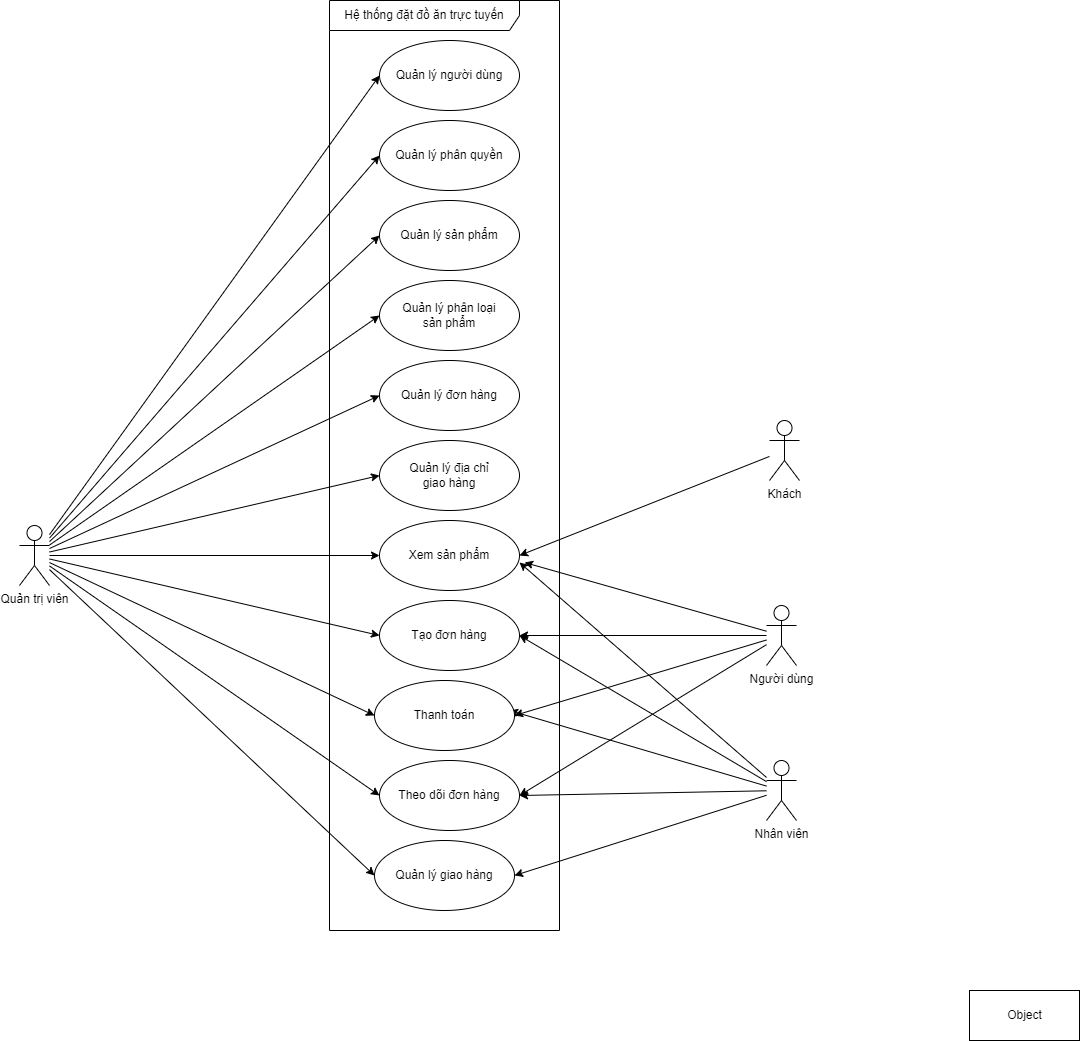 Hệ thống đặt đồ ăn trực tuyến
Quản lý người dùng
Quản lý phân quyền
Quản lý sản phẩm
Quản lý phân loại
sản phẩm
Quản lý đơn hàng
Quản lý địa chỉ
giao hàng
Xem sản phẩm
Tạo đơn hàng
Thanh toán
Theo dõi đơn hàng
Quản lý giao hàng
Quản trị viên
Khách
Người dùng
Nhân viên
Object